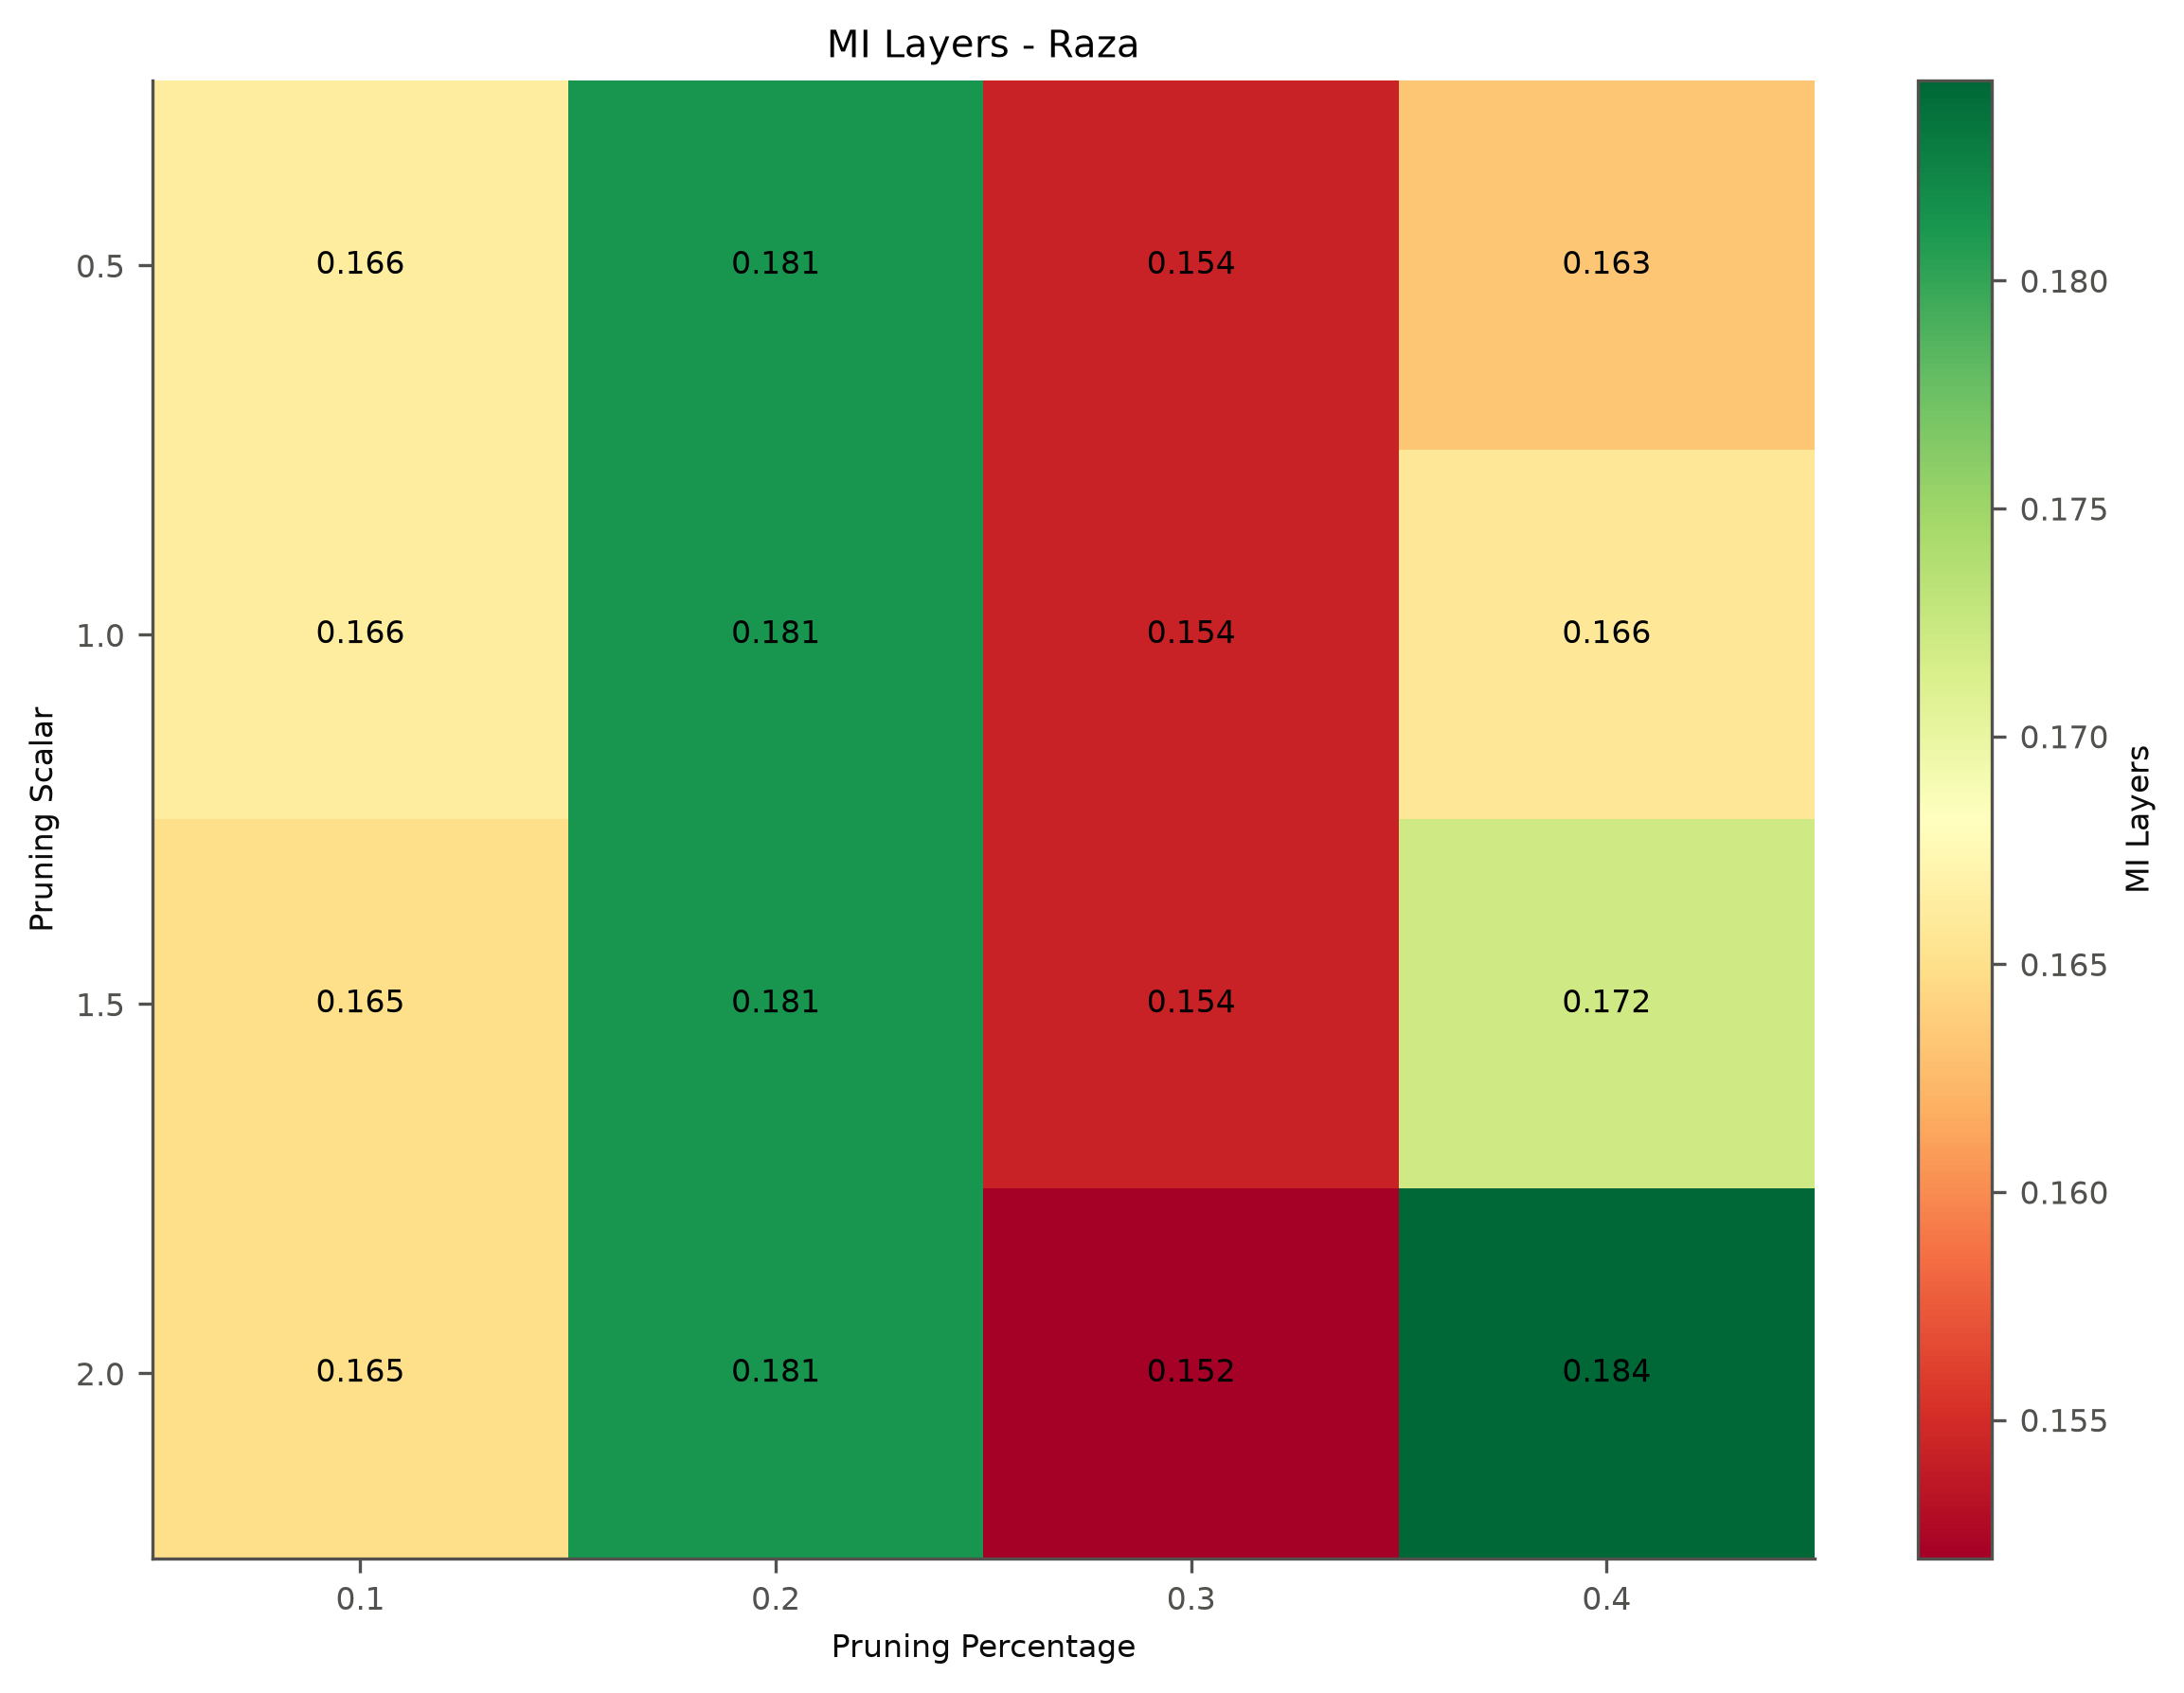 MI Layers - Raza
0.5 0.166 0.181 0.154 0.163
1.0 0.166 0.181 0.154 0.166
1.5 0.165 0.181 0.154 0.172
2.0 0.165 0.181 0.152 0.184
0.1 0.2 0.3 0.4
Pruning Percentage
Pruning Scalar
0.180
0.175
0.170
0.165
0.160
0.155
MI Layers